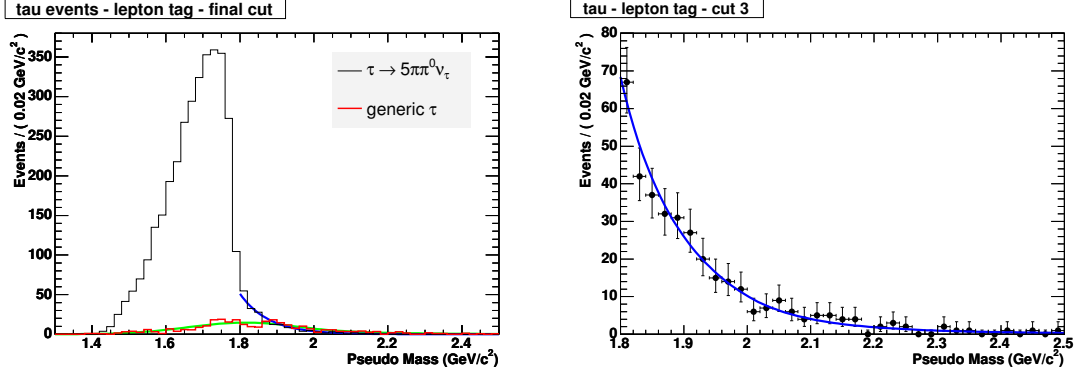 tau events - lepton tag - final cut
Events / ( 0.02 GeV/c² )
350
300
250
200
150
100
50
0
τ → 5ππ⁰ντ
generic τ
1.4 1.6 1.8 2 2.2 2.4
Pseudo Mass (GeV/c²)
tau - lepton tag - cut 3
Events / ( 0.02 GeV/c² )
80
70
60
50
40
30
20
10
0
1.8 1.9 2 2.1 2.2 2.3 2.4 2.5
Pseudo Mass (GeV/c²)